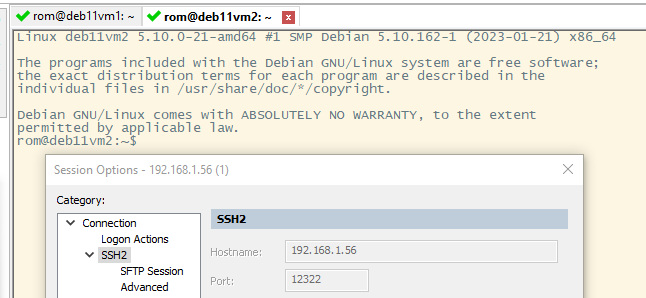 rom@deb11vm1: ~ rom@deb11vm2: ~ x
Linux deb11vm2 5.10.0-21-amd64 #1 SMP Debian 5.10.162-1 (2023-01-21) x86_64
The programs included with the Debian GNU/Linux system are free software;
the exact distribution terms for each program are described in the
individual files in /usr/share/doc/*/copyright.
Debian GNU/Linux comes with ABSOLUTELY NO WARRANTY, to the extent
permitted by applicable law.
rom@deb11vm2:~$
Session Options - 192.168.1.56 (1)
Category:
Connection
Logon Actions
SSH2
SFTP Session
Advanced
SSH2
Hostname: 192.168.1.56
Port: 12322